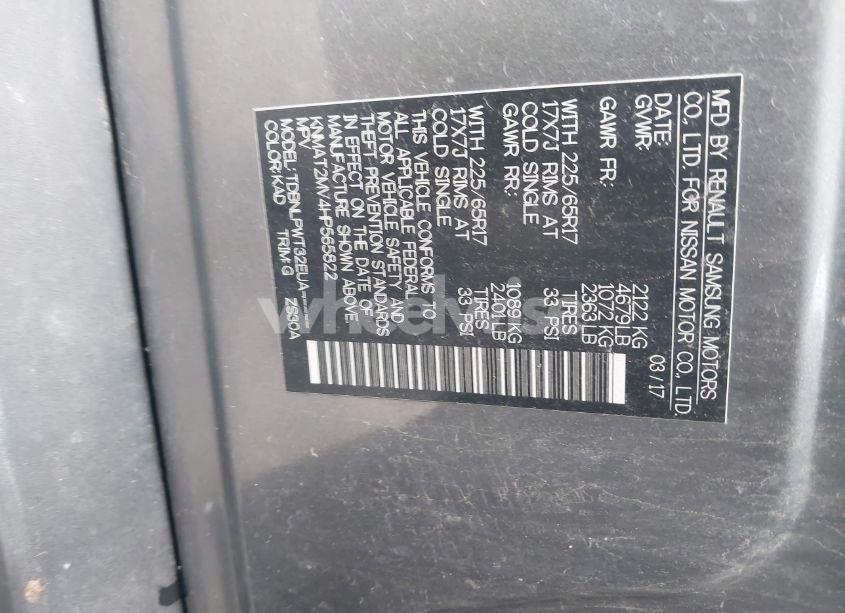 MFD BY RENAULT SAMSUNG MOTORS
CO., LTD. FOR NISSAN MOTOR CO., LTD.
DATE: 03/17
GVWR: 2122 KG
4679 LB
GAWR FR: 1072 KG
2363 LB
WITH 225/65R17 TIRES
17X7J RIMS AT 33 PSI
COLD SINGLE
GAWR RR: 1089 KG
2401 LB
WITH 225/65R17 TIRES
17X7J RIMS AT 33 PSI
COLD SINGLE
THIS VEHICLE CONFORMS TO
ALL APPLICABLE FEDERAL
MOTOR VEHICLE SAFETY AND
THEFT PREVENTION STANDARDS
IN EFFECT ON THE DATE OF
MANUFACTURE SHOWN ABOVE
KNMAT2MV4HP565822
MPV
MODEL: TDBNLPWT32EUA
COLOR:KAD TRIM:G ZS30A
wheelwise